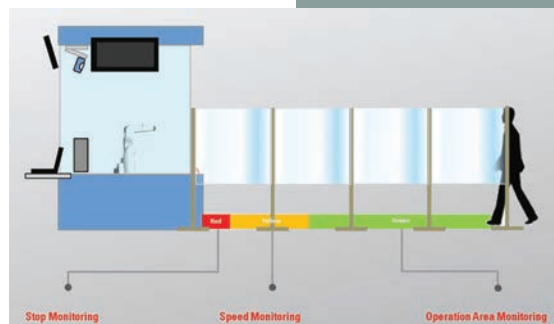 Red
Yellow
Green
Stop Monitoring
Speed Monitoring
Operation Area Monitoring